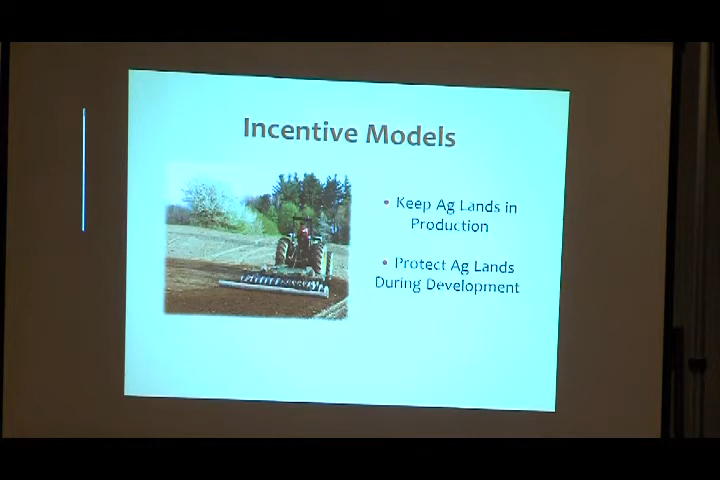 Incentive Models
• Keep Ag Lands in
Production
• Protect Ag Lands
During Development